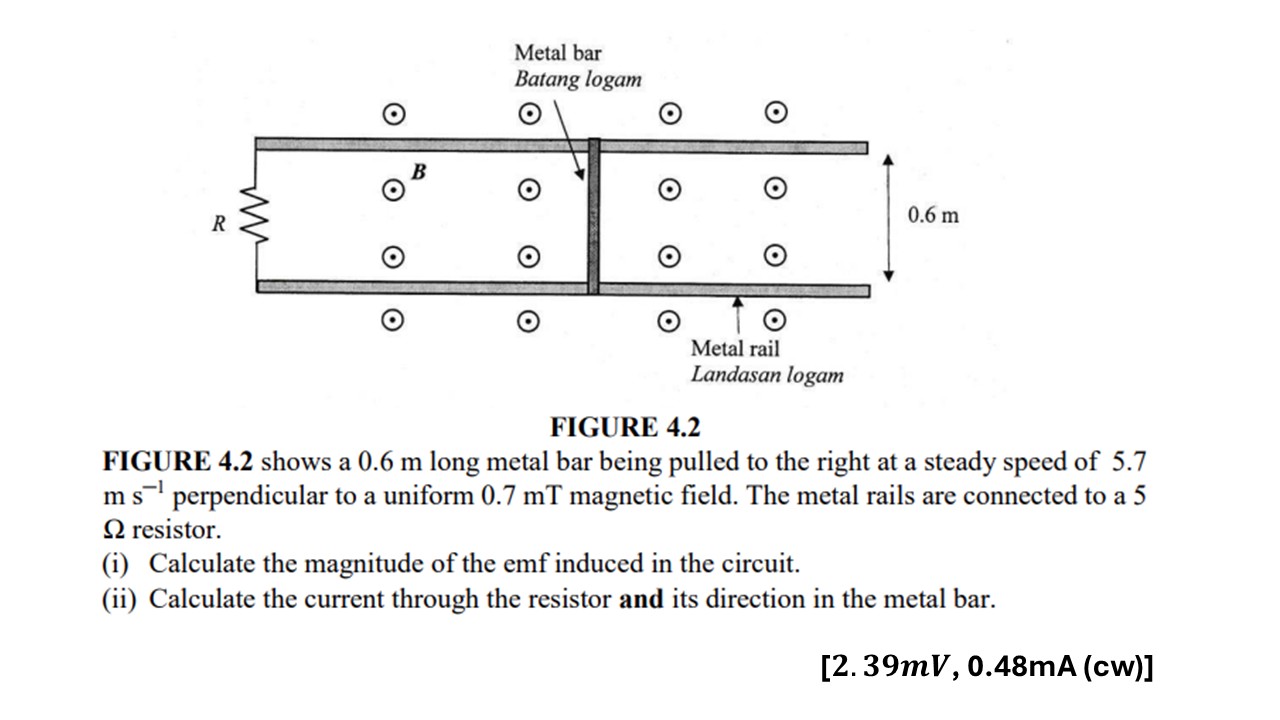 Metal bar
Batang logam
B
R
0.6 m
Metal rail
Landasan logam
FIGURE 4.2
FIGURE 4.2 shows a 0.6 m long metal bar being pulled to the right at a steady speed of 5.7
m s⁻¹ perpendicular to a uniform 0.7 mT magnetic field. The metal rails are connected to a 5
Ω resistor.
(i) Calculate the magnitude of the emf induced in the circuit.
(ii) Calculate the current through the resistor and its direction in the metal bar.
[2.39mV, 0.48mA (cw)]